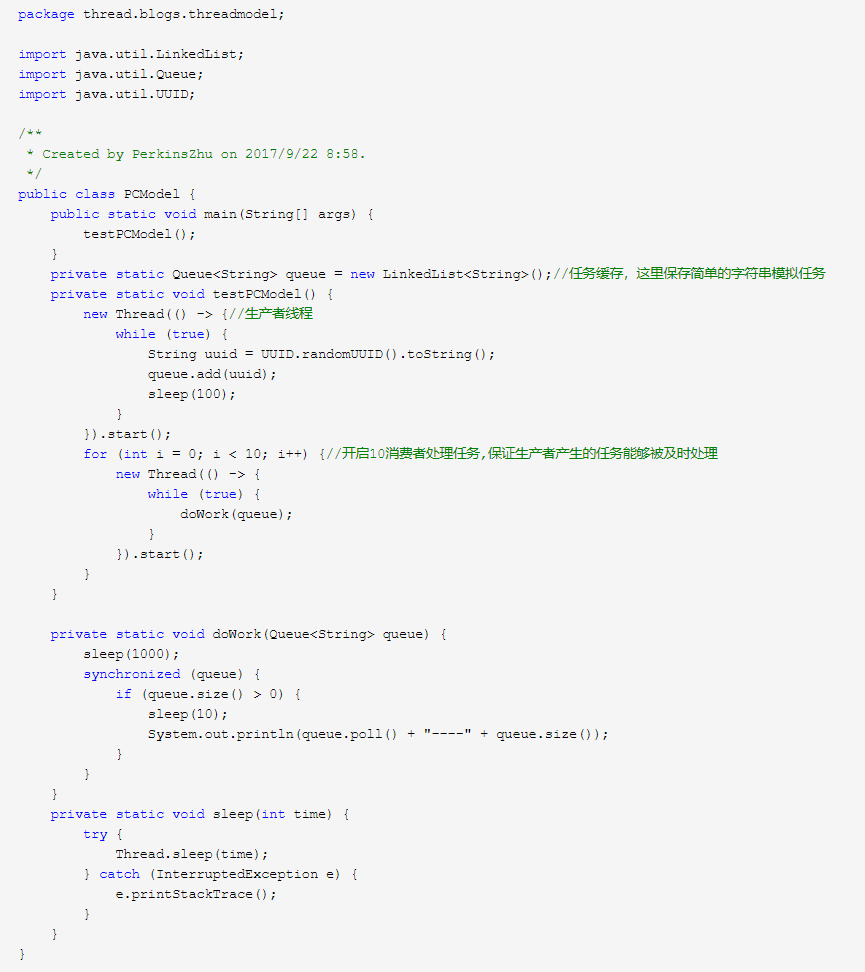 package thread.blogs.threadmodel;
import java.util.LinkedList;
import java.util.Queue;
import java.util.UUID;
/**
 * Created by PerkinsZhu on 2017/9/22 8:58.
 */
public class PCModel {
    public static void main(String[] args) {
        testPCModel();
    }
    private static Queue<String> queue = new LinkedList<String>();//任务缓存，这里保存简单的字符串模拟任务
    private static void testPCModel() {
        new Thread(() -> {//生产者线程
            while (true) {
                String uuid = UUID.randomUUID().toString();
                queue.add(uuid);
                sleep(100);
            }
        }).start();
        for (int i = 0; i < 10; i++) {//开启10消费者处理任务,保证生产者产生的任务能够被及时处理
            new Thread(() -> {
                while (true) {
                    doWork(queue);
                }
            }).start();
        }
    }
    private static void doWork(Queue<String> queue) {
        sleep(1000);
        synchronized (queue) {
            if (queue.size() > 0) {
                sleep(10);
                System.out.println(queue.poll() + "----" + queue.size());
            }
        }
    }
    private static void sleep(int time) {
        try {
            Thread.sleep(time);
        } catch (InterruptedException e) {
            e.printStackTrace();
        }
    }
}